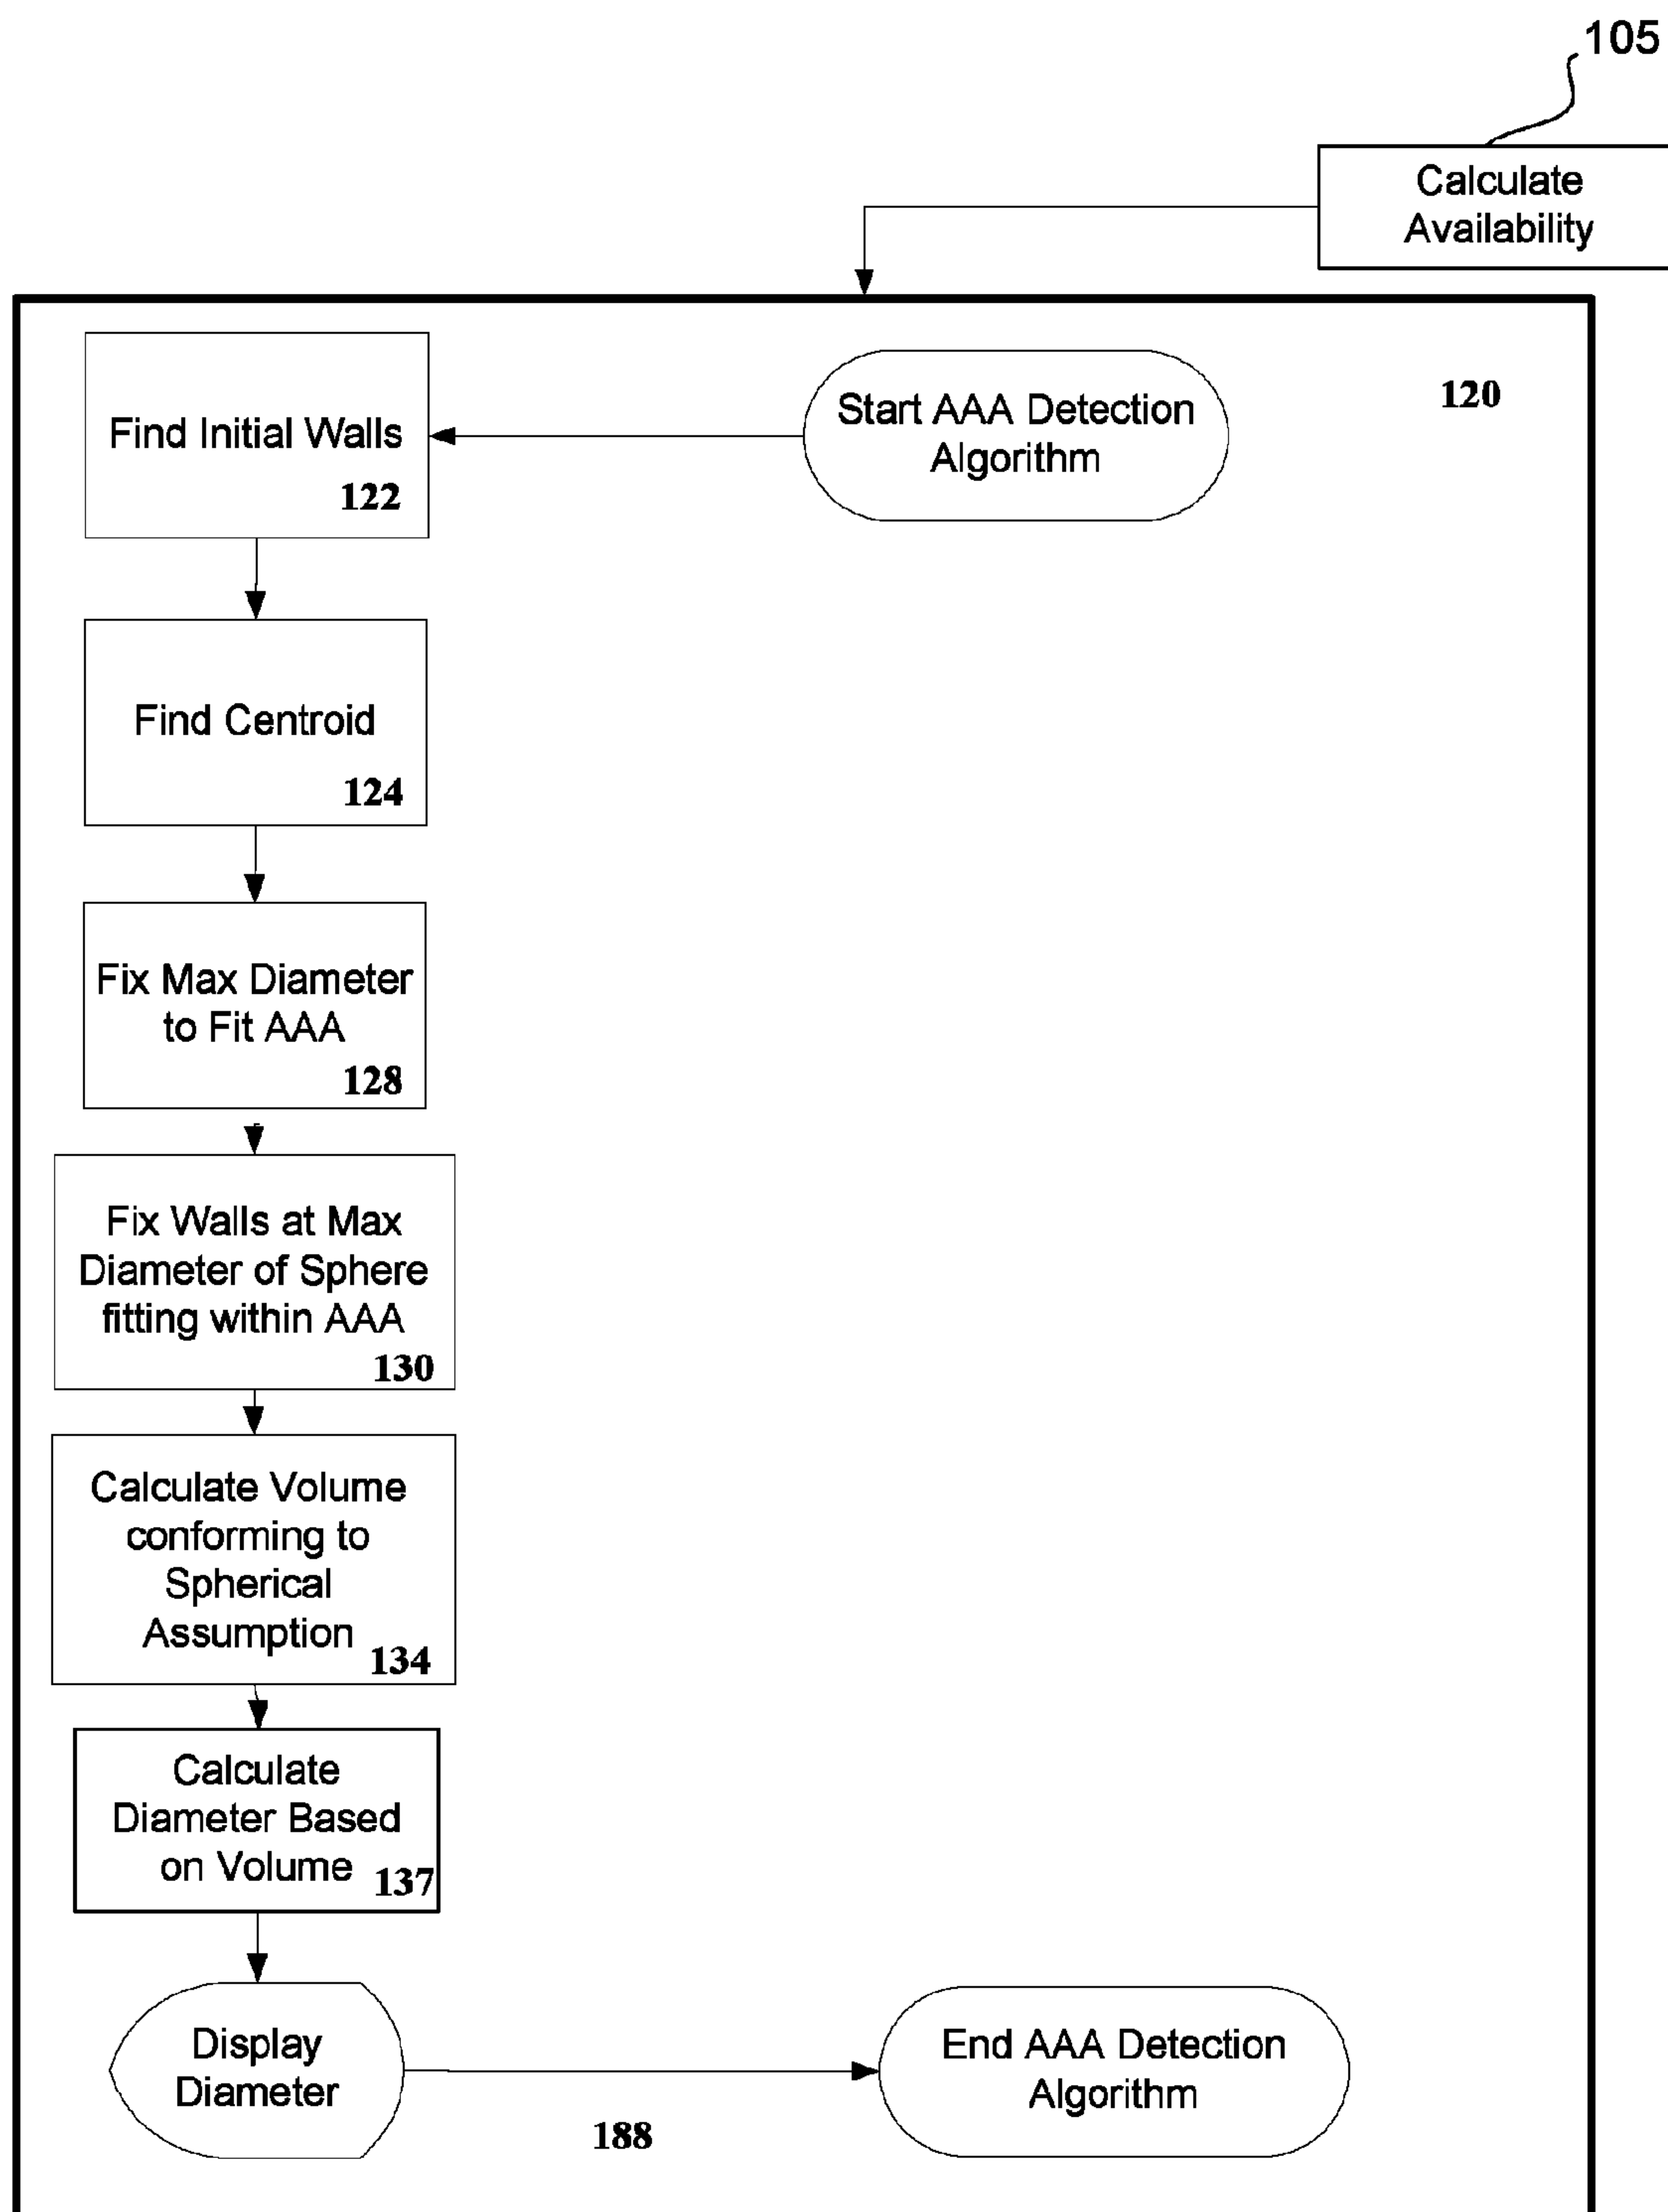 105
Calculate
Availability
120
Start AAA Detection
Algorithm
Find Initial Walls
122
Find Centroid
124
Fix Max Diameter
to Fit AAA
128
Fix Walls at Max
Diameter of Sphere
fitting within AAA
130
Calculate Volume
conforming to
Spherical
Assumption
134
Calculate
Diameter Based
on Volume
137
Display
Diameter
188
End AAA Detection
Algorithm